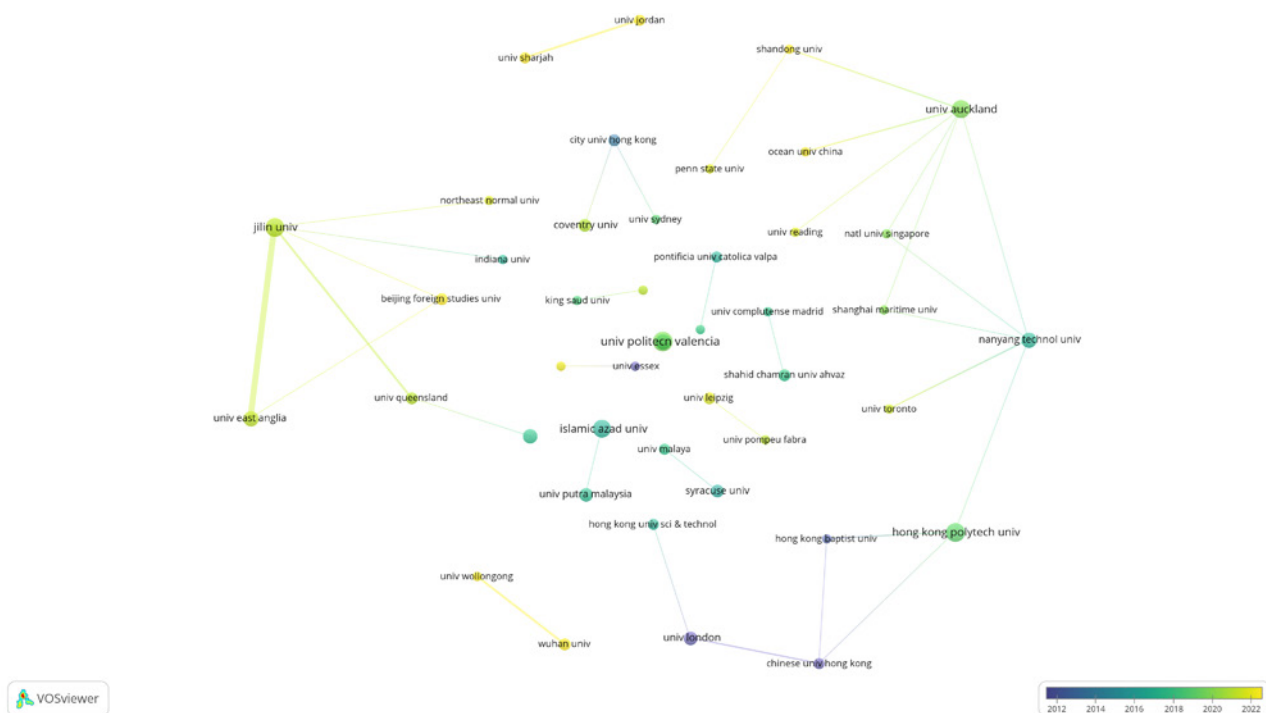 univ jordan
univ sharjah
shandong univ
univ auckland
city univ hong kong
ocean univ china
penn state univ
northeast normal univ
jilin univ
coventry univ
univ sydney
univ reading
natl univ singapore
indiana univ
pontificia univ catolica valpa
beijing foreign studies univ
king saud univ
univ complutense madrid
shanghai maritime univ
univ politecn valencia
nanyang technol univ
univ essex
shahid chamran univ ahvaz
univ queensland
univ leipzig
univ toronto
univ east anglia
islamic azad univ
univ pompeu fabra
univ malaya
univ putra malaysia
syracuse univ
hong kong univ sci & technol
hong kong baptist univ
hong kong polytech univ
univ wollongong
wuhan univ
univ london
chinese univ hong kong
VOSviewer
2012 2014 2016 2018 2020 2022